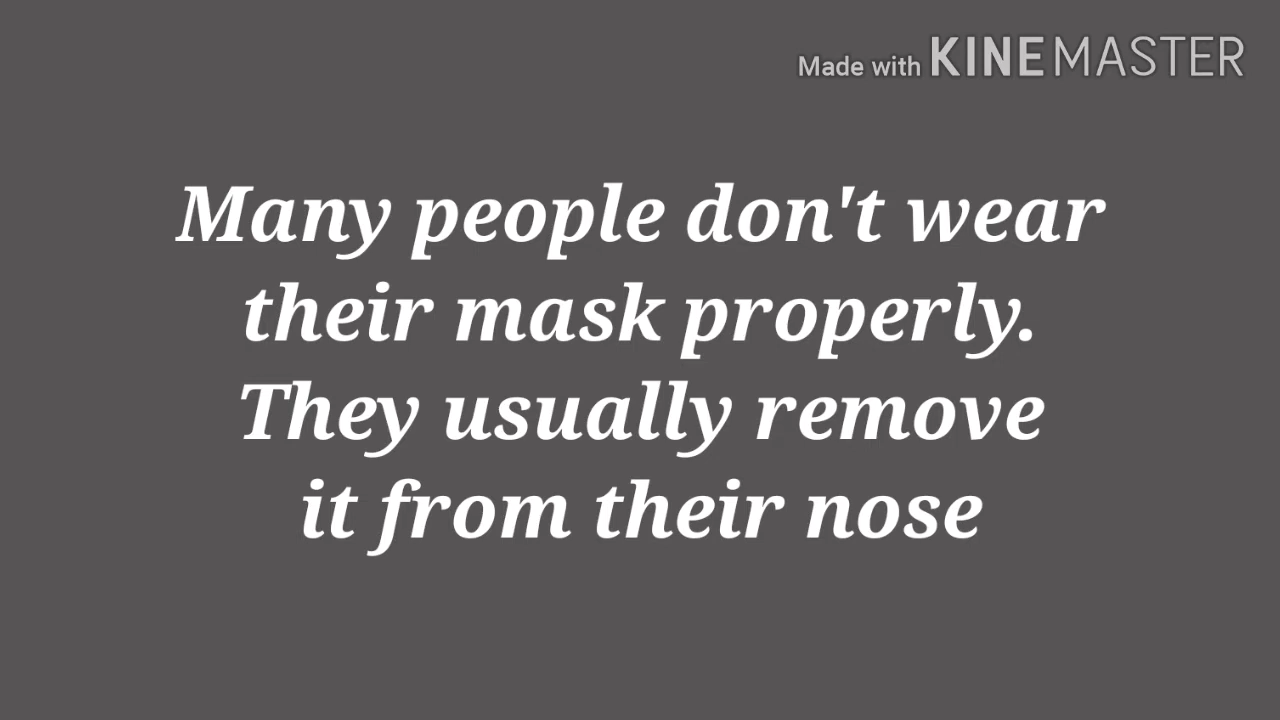 Made with KINEMASTER
Many people don't wear
their mask properly.
They usually remove
it from their nose